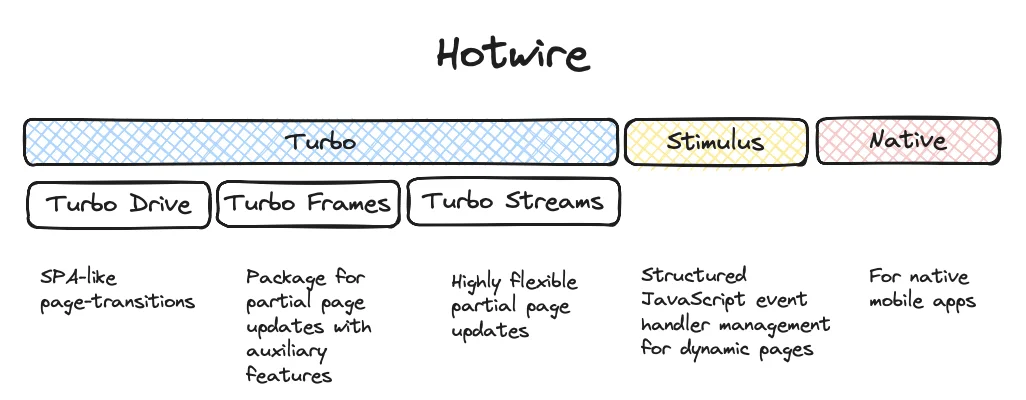 Hotwire
Turbo
Stimulus
Native
Turbo Drive
Turbo Frames
Turbo Streams
SPA-like
page-transitions
Package for
partial page
updates with
auxiliary
features
Highly flexible
partial page
updates
Structured
JavaScript event
handler management
for dynamic pages
For native
mobile apps